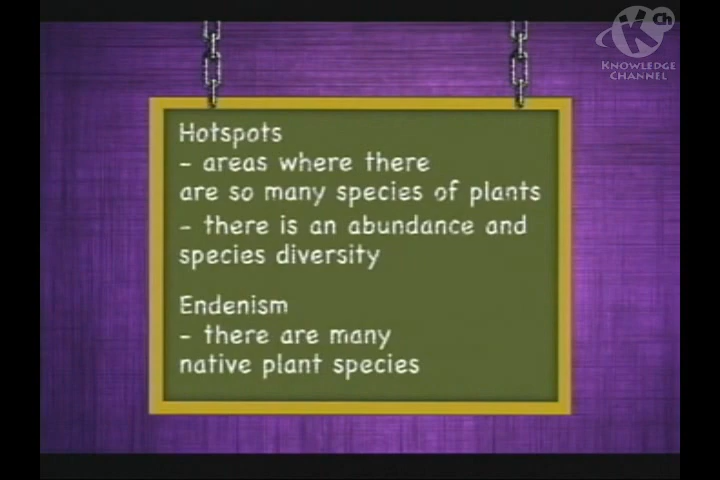 K Ch
KNOWLEDGE
CHANNEL
Hotspots
- areas where there
are so many species of plants
- there is an abundance and
species diversity
Endenism
- there are many
native plant species